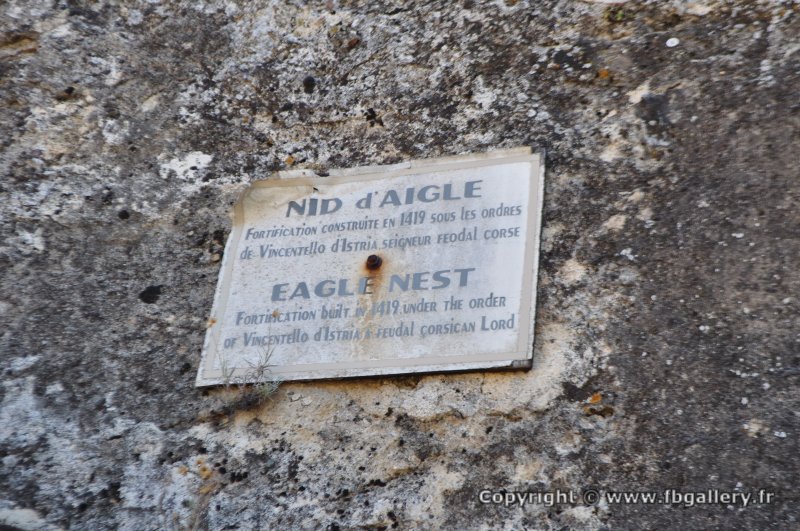 NID d'AIGLE
Fortification construite en 1419 sous les ordres
de Vincentello d'Istria seigneur feodal corse
EAGLE NEST
Fortification built in 1419 under the order
of Vincentello d'Istria a feudal corsican Lord
Copyright © www.fbgallery.fr